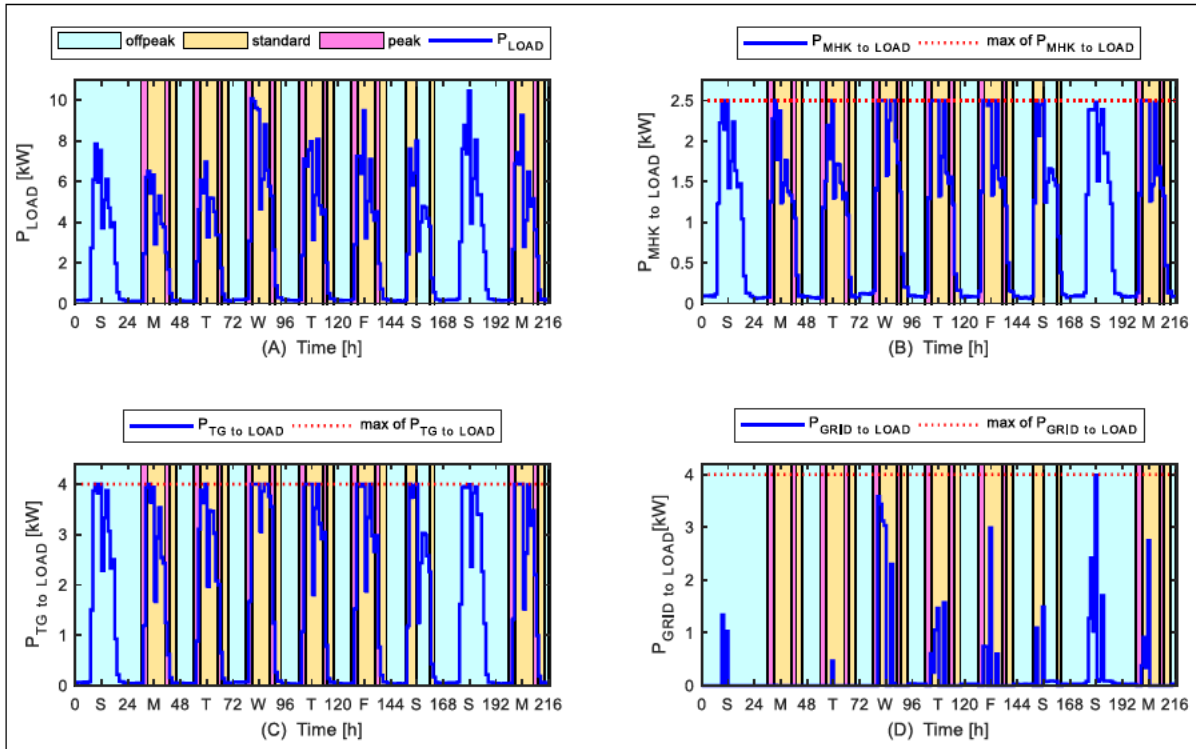 offpeak standard peak P_LOAD
P_MHK to LOAD max of P_MHK to LOAD
10
8
6
4
2
0
P_LOAD [kW]
0 S 24 M 48 T 72 W 96 T 120 F 144 S 168 S 192 M 216
(A) Time [h]
2.5
2
1.5
1
0.5
0
P_MHK to LOAD [kW]
0 S 24 M 48 T 72 W 96 T 120 F 144 S 168 S 192 M 216
(B) Time [h]
P_TG to LOAD max of P_TG to LOAD
P_GRID to LOAD max of P_GRID to LOAD
4
3
2
1
0
P_TG to LOAD [kW]
0 S 24 M 48 T 72 W 96 T 120 F 144 S 168 S 192 M 216
(C) Time [h]
4
3
2
1
0
P_GRID to LOAD[kW]
0 S 24 M 48 T 72 W 96 T 120 F 144 S 168 S 192 M 216
(D) Time [h]